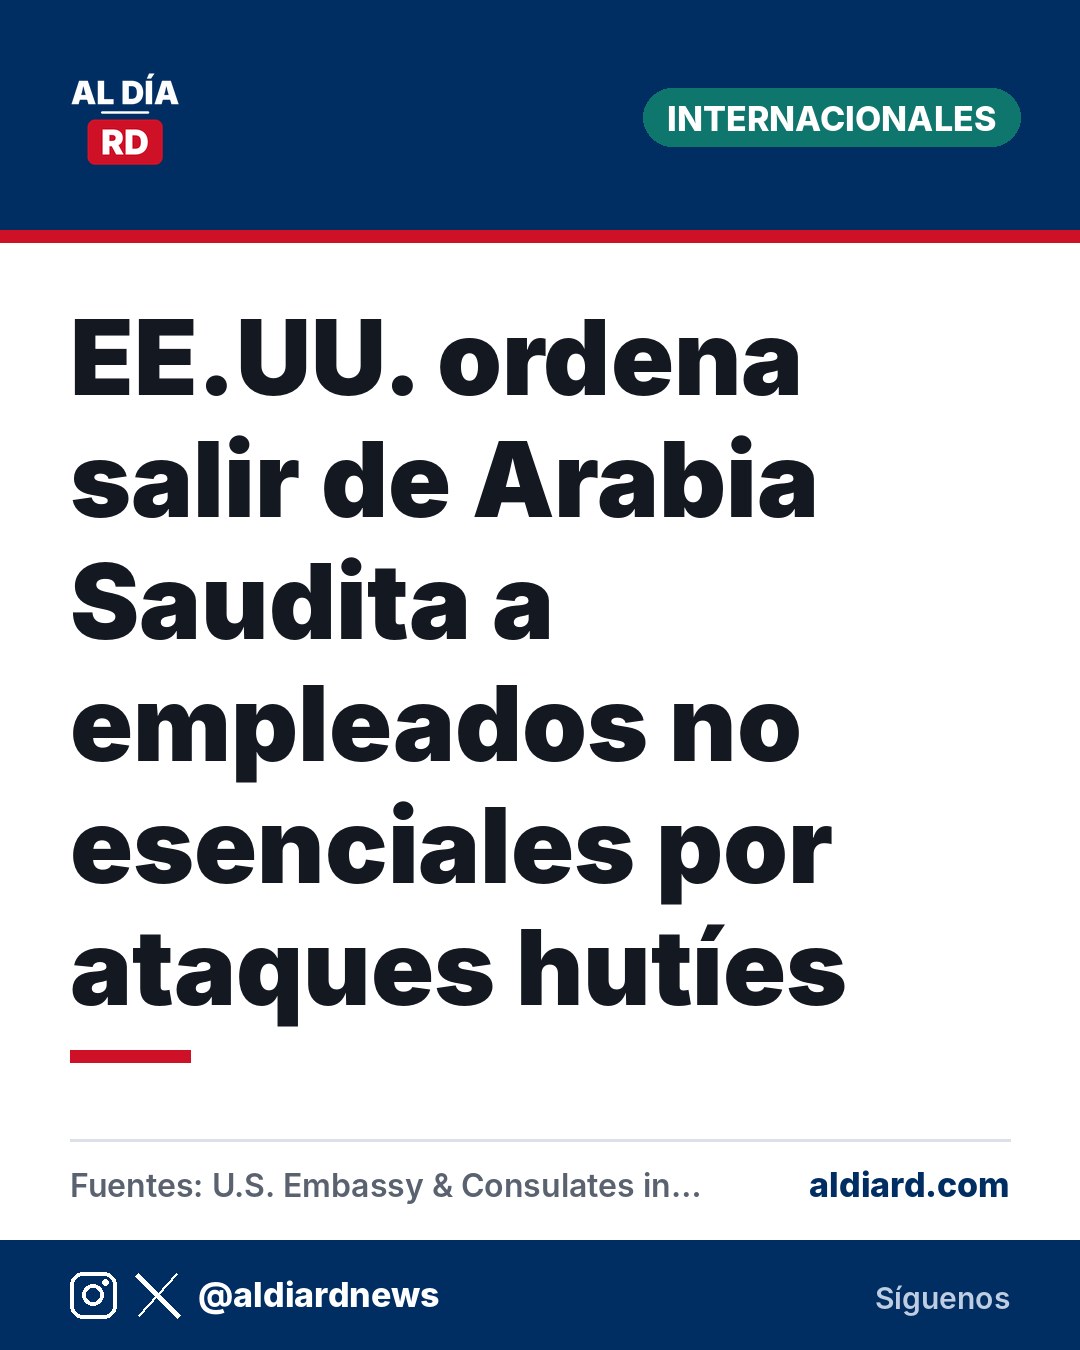 AL DÍA
RD
INTERNACIONALES
EE.UU. ordena
salir de Arabia
Saudita a
empleados no
esenciales por
ataques hutíes
Fuentes: U.S. Embassy & Consulates in...
aldiard.com
@aldiardnews
Síguenos